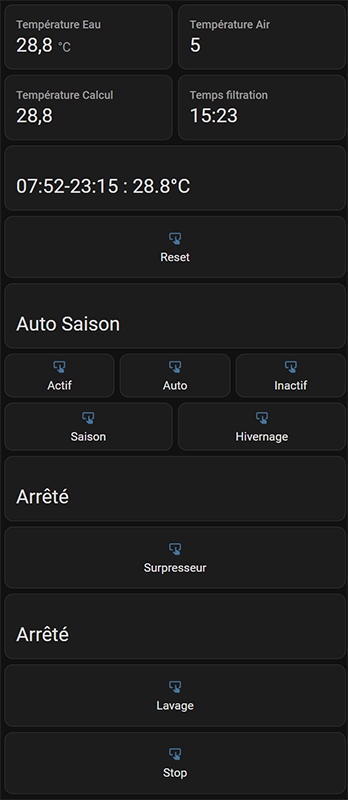 Température Eau
28,8 °C
Température Air
5
Température Calcul
28,8
Temps filtration
15:23
07:52-23:15 : 28.8°C
Reset
Auto Saison
Actif
Auto
Inactif
Saison
Hivernage
Arrêté
Surpresseur
Arrêté
Lavage
Stop